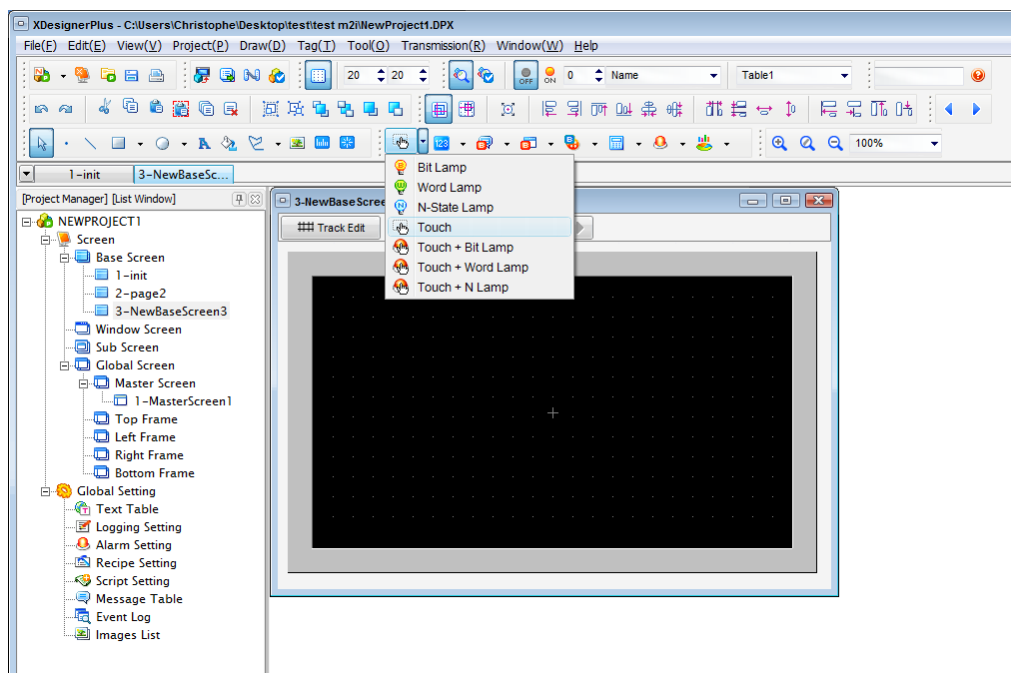 XDesignerPlus - C:\Users\Christophe\Desktop\test\test m2i\NewProject1.DPX
File(F) Edit(E) View(V) Project(P) Draw(D) Tag(T) Tool(O) Transmission(R) Window(W) Help
20 20 OFF ON 0 Name Table1
A 123 100%
1-init 3-NewBaseSc...
[Project Manager] [List Window]
NEWPROJECT1
Screen
Base Screen
1-init
2-page2
3-NewBaseScreen3
Window Screen
Sub Screen
Global Screen
Master Screen
1-MasterScreen1
Top Frame
Left Frame
Right Frame
Bottom Frame
Global Setting
Text Table
Logging Setting
Alarm Setting
Recipe Setting
Script Setting
Message Table
Event Log
Images List
3-NewBaseScree
Track Edit
Bit Lamp
Word Lamp
N-State Lamp
Touch
Touch + Bit Lamp
Touch + Word Lamp
Touch + N Lamp